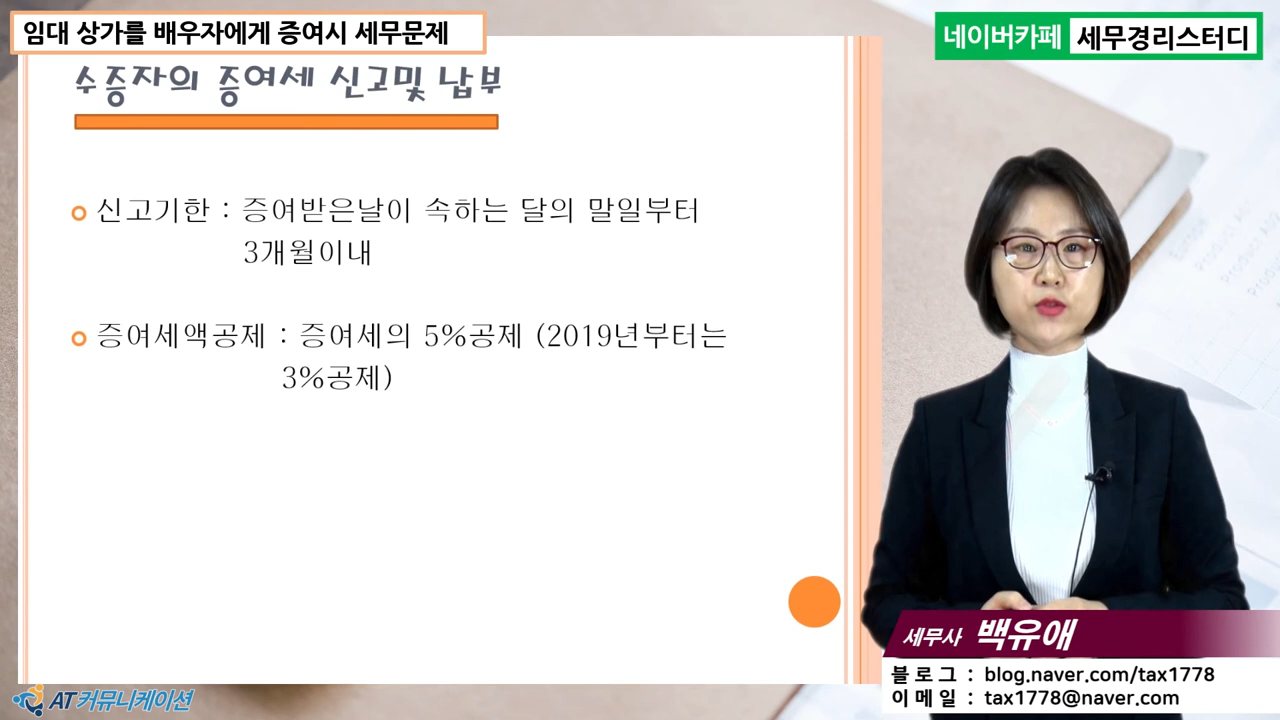 임대 상가를 배우자에게 증여시 세무문제
네이버카페 세무경리스터디
수증자의 증여세 신고및 납부
신고기한 : 증여받은날이 속하는 달의 말일부터
3개월이내
증여세액공제 : 증여세의 5%공제 (2019년부터는
3%공제)
세무사 백유애
블로그 : blog.naver.com/tax1778
이메일 : tax1778@naver.com
AT커뮤니케이션